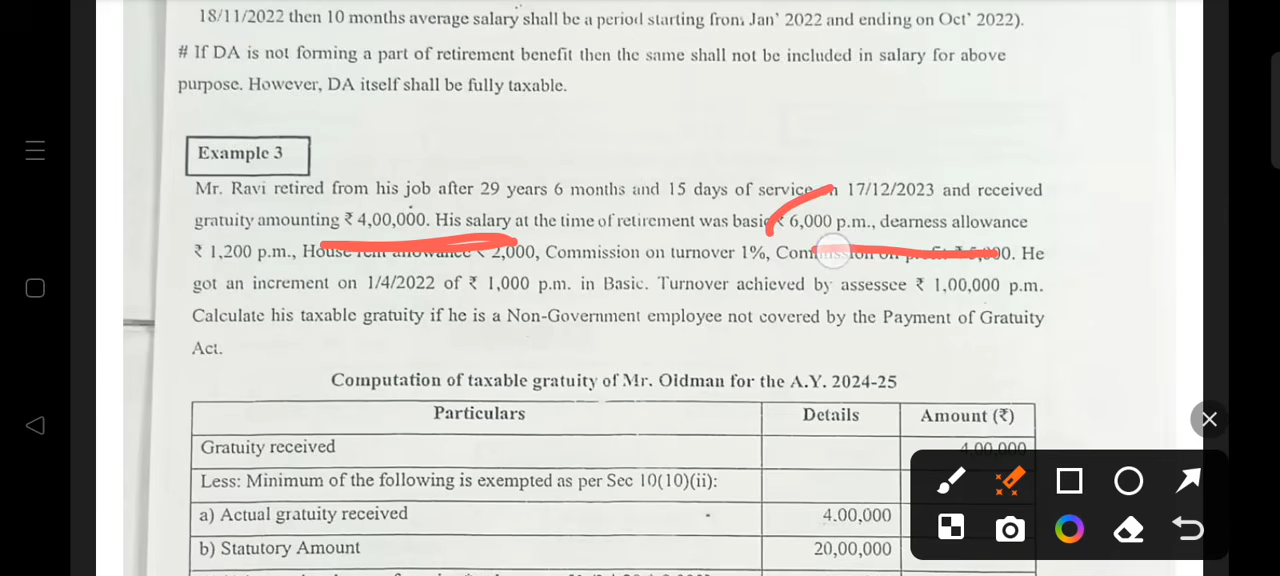 18/11/2022 then 10 months average salary shall be a period starting from Jan' 2022 and ending on Oct' 2022).
# If DA is not forming a part of retirement benefit then the same shall not be included in salary for above
purpose. However, DA itself shall be fully taxable.
Example 3
Mr. Ravi retired from his job after 29 years 6 months and 15 days of service 17/12/2023 and received
gratuity amounting ₹ 4,00,000. His salary at the time of retirement was basic ₹ 6,000 p.m., dearness allowance
₹ 1,200 p.m., House rent allowance ₹ 2,000, Commission on turnover 1%, Commission on He
got an increment on 1/4/2022 of ₹ 1,000 p.m. in Basic. Turnover achieved by assessee ₹ 1,00,000 p.m.
Calculate his taxable gratuity if he is a Non-Government employee not covered by the Payment of Gratuity
Act.
Computation of taxable gratuity of Mr. Oldman for the A.Y. 2024-25
Particulars Details Amount (₹)
Gratuity received 4,00,000
Less: Minimum of the following is exempted as per Sec 10(10)(ii):
a) Actual gratuity received 4.00,000
b) Statutory Amount 20,00,000